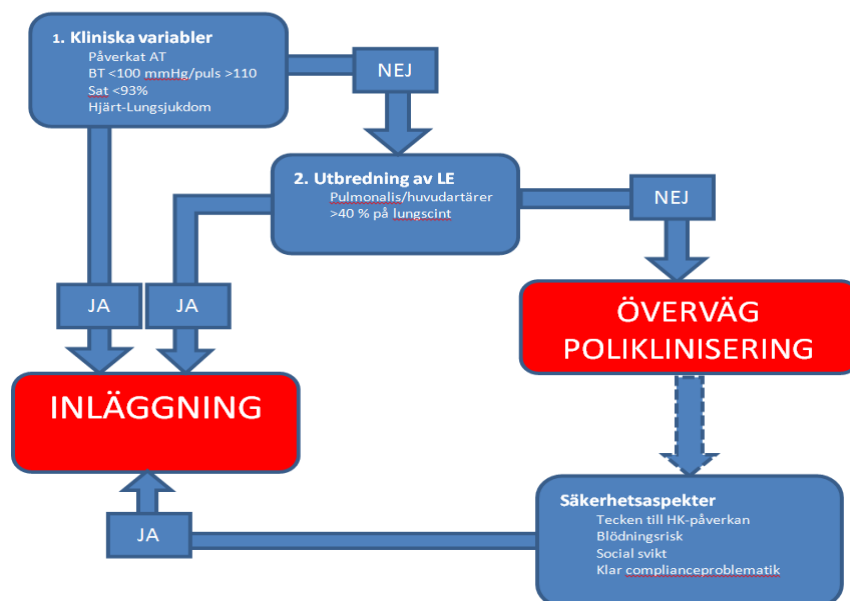 1. Kliniska variabler
Påverkat AT
BT <100 mmHg/puls >110
Sat <93%
Hjärt-Lungsjukdom
NEJ
2. Utbredning av LE
Pulmonalis/huvudartärer
>40 % på lungscint
NEJ
JA
JA
ÖVERVÄG
POLIKLINISERING
INLÄGGNING
Säkerhetsaspekter
Tecken till HK-påverkan
Blödningsrisk
Social svikt
Klar complianceproblematik
JA